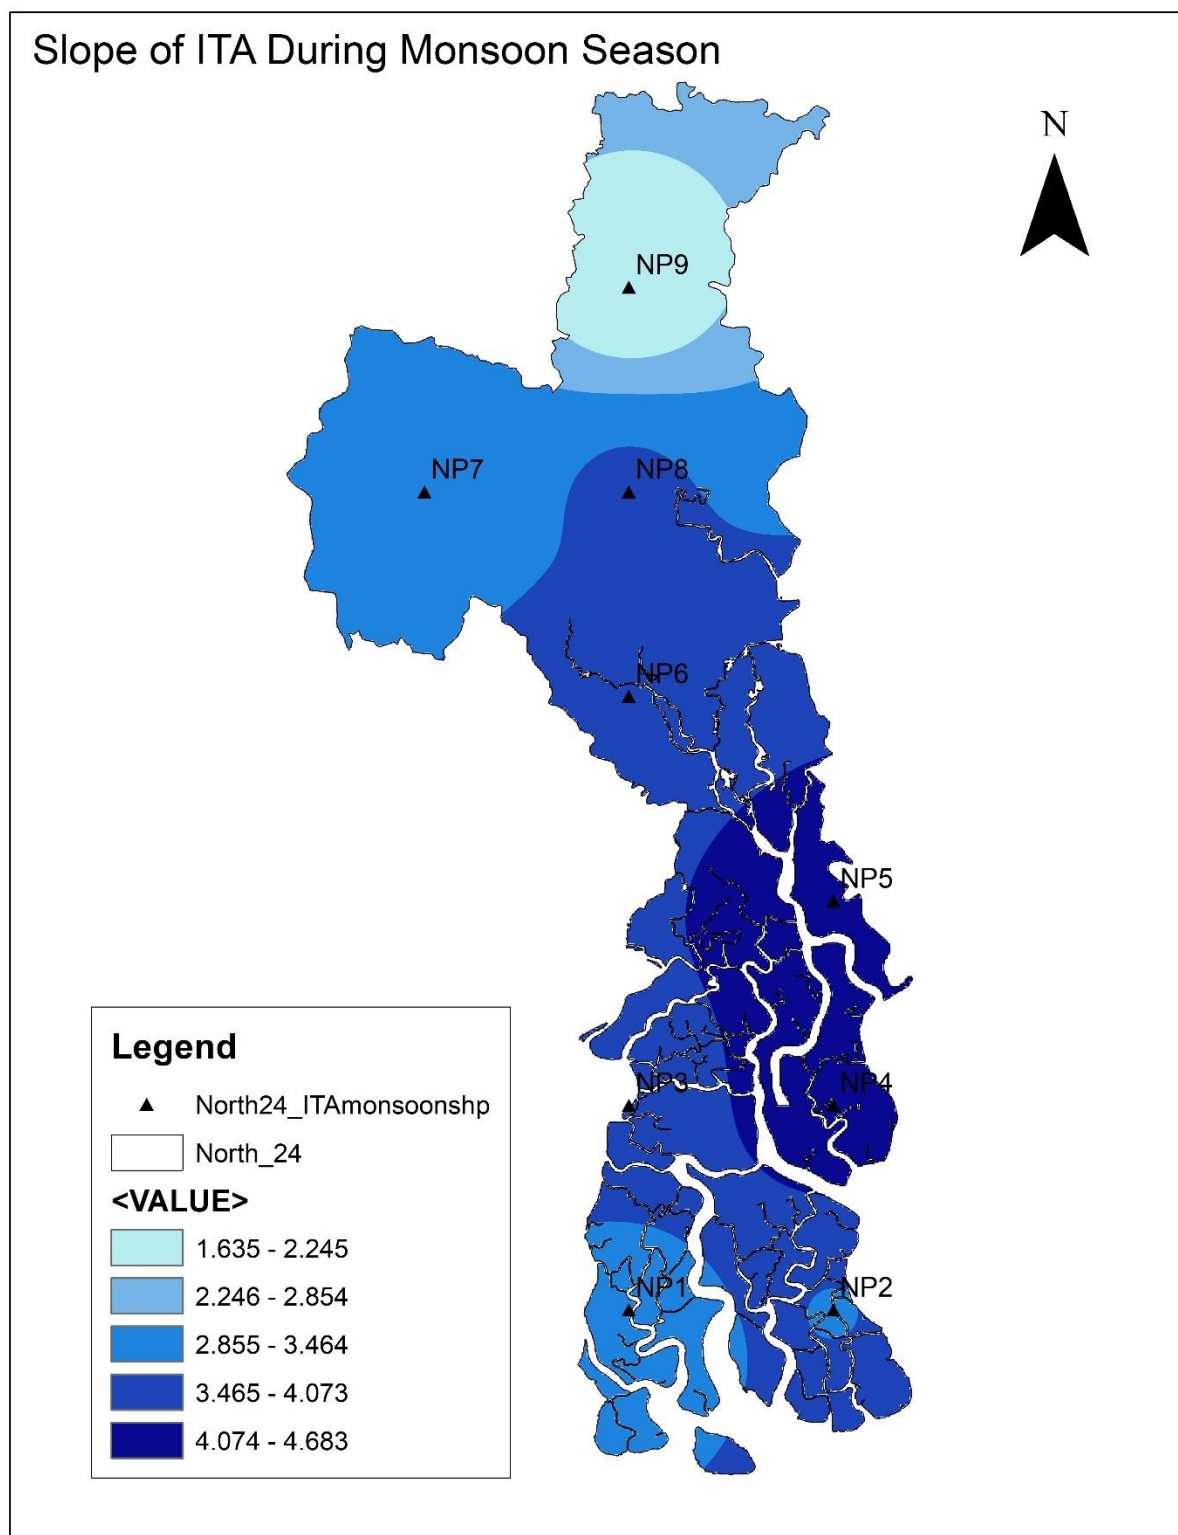 Slope of ITA During Monsoon Season
N
NP9
NP7
NP8
NP6
NP5
NP4
NP3
NP1
NP2
Legend
North24_ITAmonsoonshp
North_24
<VALUE>
1.635 - 2.245
2.246 - 2.854
2.855 - 3.464
3.465 - 4.073
4.074 - 4.683